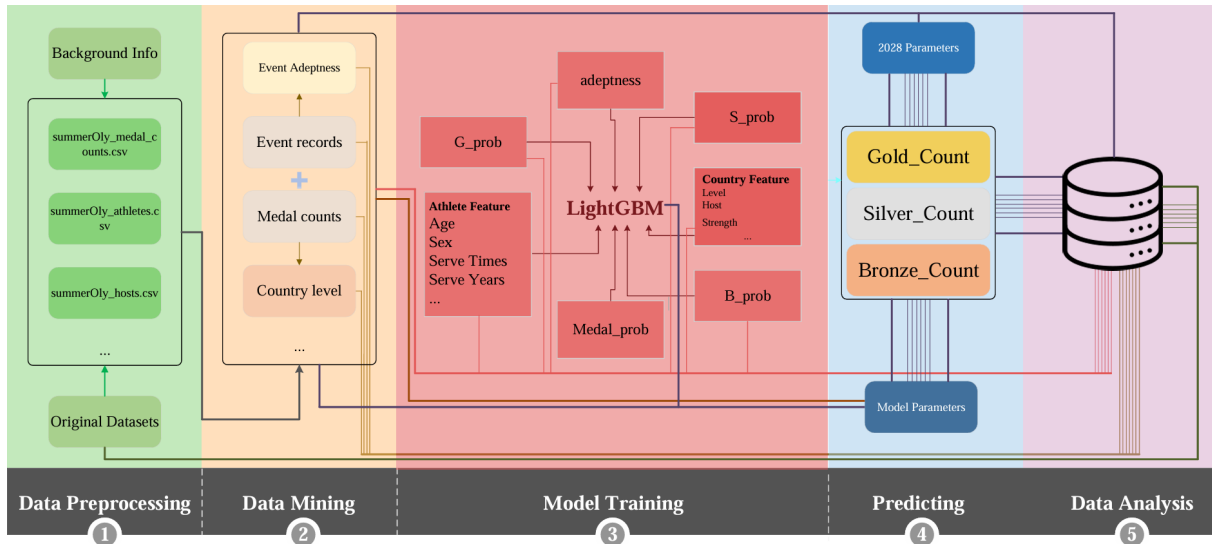 Background Info
summerOly_medal_c
ounts.csv
summerOly_athletes.c
sv
summerOly_hosts.csv
...
Original Datasets
Event Adeptness
Event records
Medal counts
Country level
...
adeptness
G_prob
S_prob
Athlete Feature
Age
Sex
Serve Times
Serve Years
...
LightGBM
Country Feature
Level
Host
Strength
...
Medal_prob
B_prob
2028 Parameters
Gold_Count
Silver_Count
Bronze_Count
Model Parameters
Data Preprocessing
1
Data Mining
2
Model Training
3
Predicting
4
Data Analysis
5